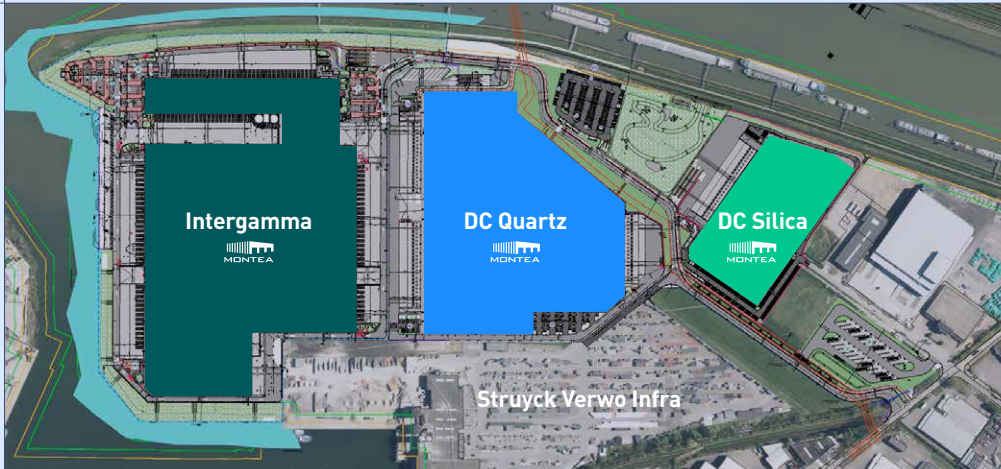 Intergamma
MONTEA
DC Quartz
MONTEA
DC Silica
MONTEA
Struyck Verwo Infra